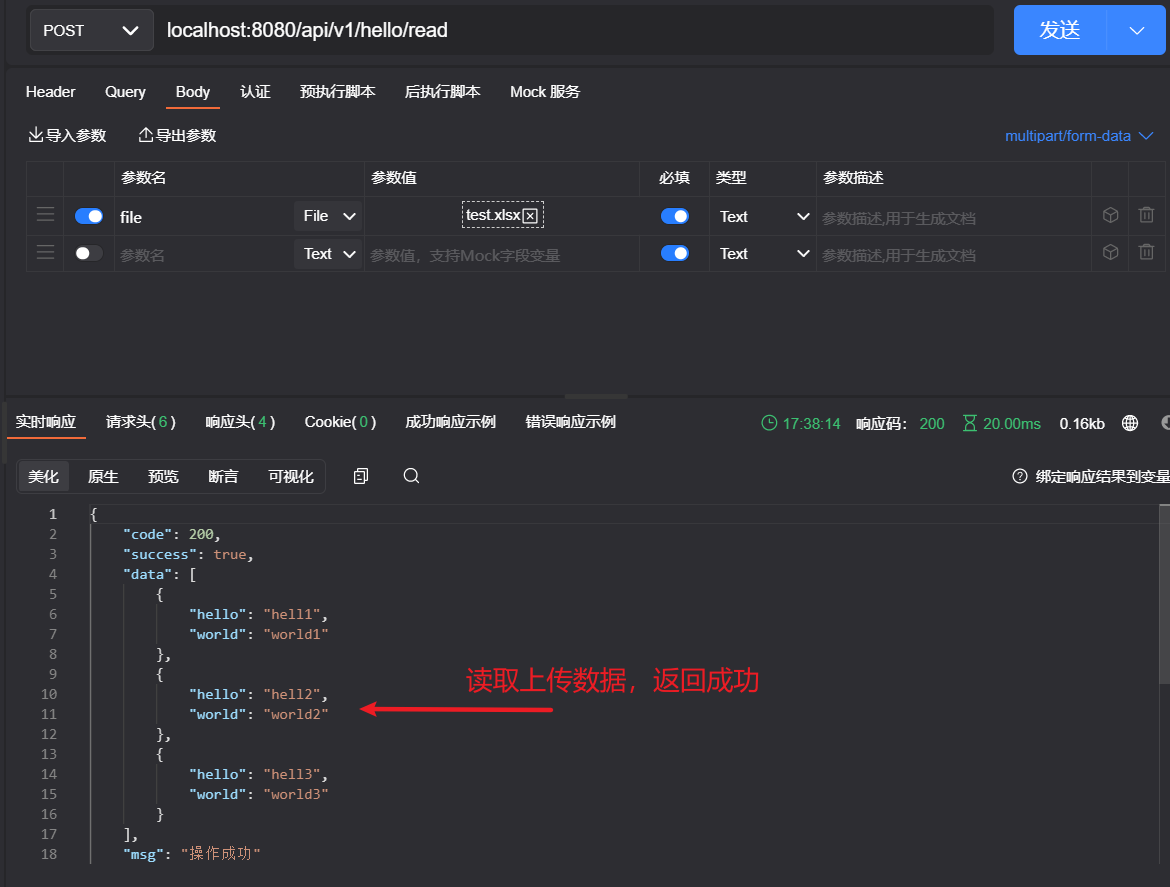 POST localhost:8080/api/v1/hello/read 发送
Header Query Body 认证 预执行脚本 后执行脚本 Mock 服务
导入参数 导出参数 multipart/form-data
参数名 参数值 必填 类型 参数描述
file File test.xlsx Text 参数描述,用于生成文档
参数名 Text 参数值，支持Mock字段变量 Text 参数描述,用于生成文档
实时响应 请求头(6) 响应头(4) Cookie(0) 成功响应示例 错误响应示例 17:38:14 响应码: 200 20.00ms 0.16kb
美化 原生 预览 断言 可视化 绑定响应结果到变量
1 {
2 "code": 200,
3 "success": true,
4 "data": [
5 {
6 "hello": "hell1",
7 "world": "world1"
8 },
9 {
10 "hello": "hell2",
11 "world": "world2"
12 },
13 {
14 "hello": "hell3",
15 "world": "world3"
16 }
17 ],
18 "msg": "操作成功"
读取上传数据，返回成功